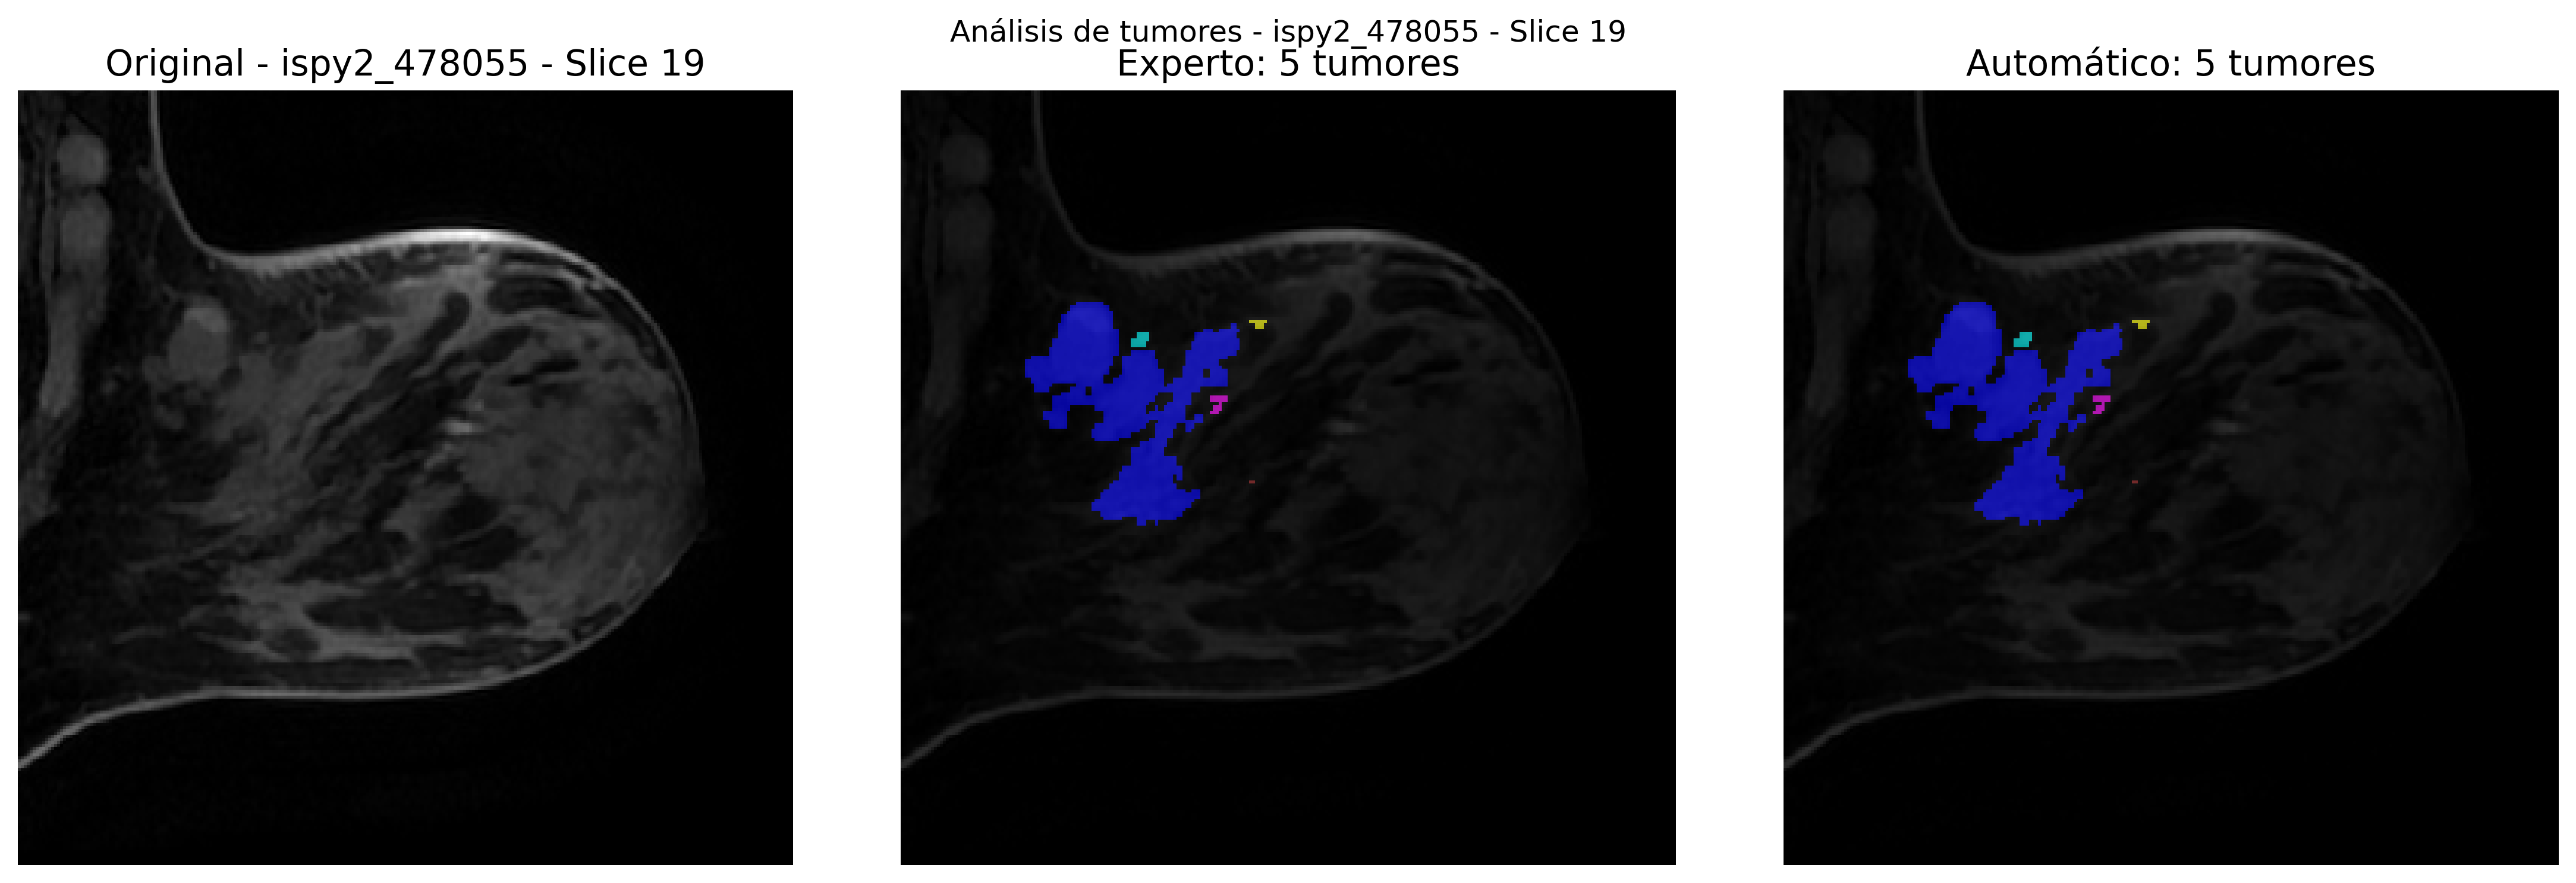 Análisis de tumores - ispy2_478055 - Slice 19
Original - ispy2_478055 - Slice 19
Experto: 5 tumores
Automático: 5 tumores